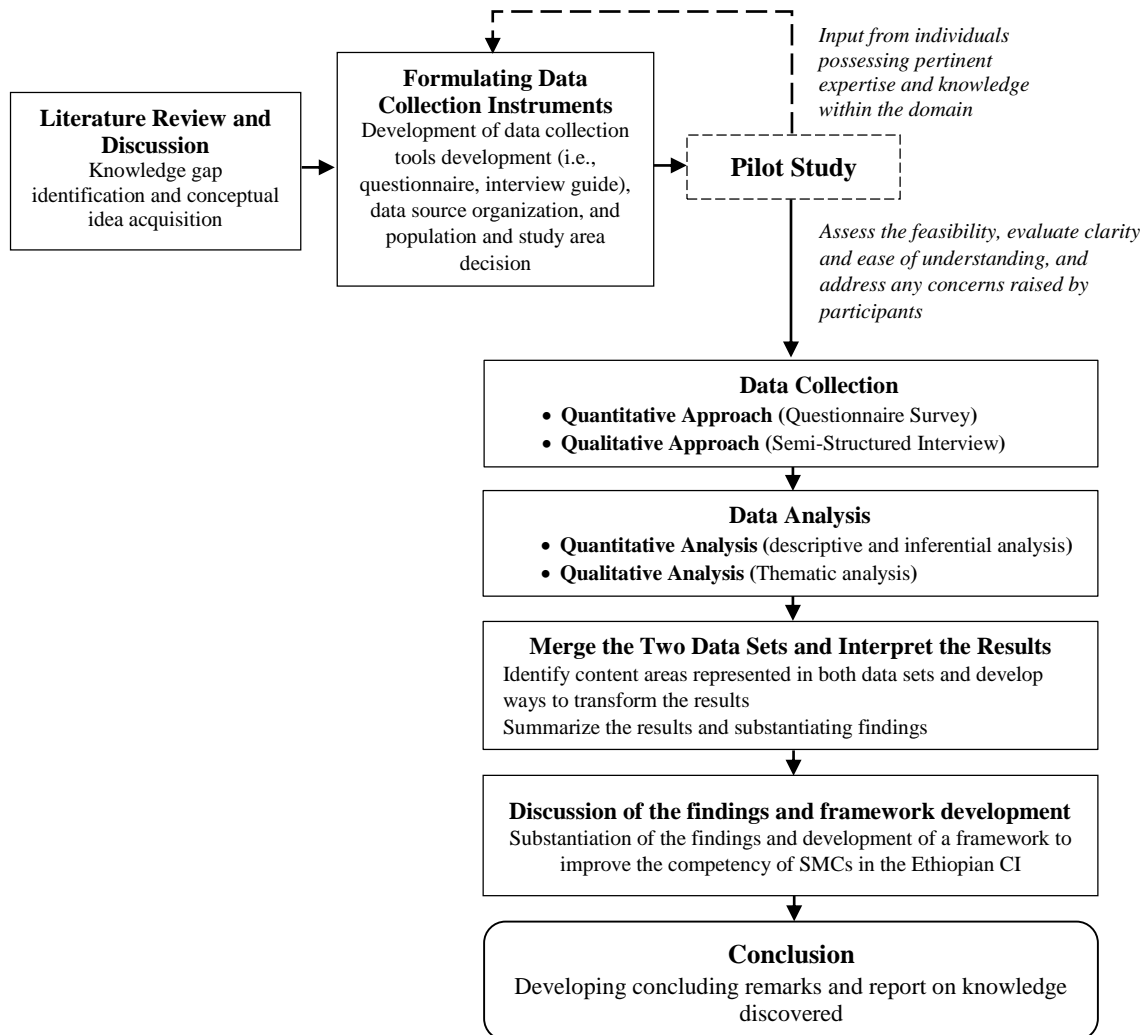 Literature Review and
Discussion
Knowledge gap
identification and conceptual
idea acquisition
Formulating Data
Collection Instruments
Development of data collection
tools development (i.e.,
questionnaire, interview guide),
data source organization, and
population and study area
decision
Input from individuals
possessing pertinent
expertise and knowledge
within the domain
Pilot Study
Assess the feasibility, evaluate clarity
and ease of understanding, and
address any concerns raised by
participants
Data Collection
• Quantitative Approach (Questionnaire Survey)
• Qualitative Approach (Semi-Structured Interview)
Data Analysis
• Quantitative Analysis (descriptive and inferential analysis)
• Qualitative Analysis (Thematic analysis)
Merge the Two Data Sets and Interpret the Results
Identify content areas represented in both data sets and develop
ways to transform the results
Summarize the results and substantiating findings
Discussion of the findings and framework development
Substantiation of the findings and development of a framework to
improve the competency of SMCs in the Ethiopian CI
Conclusion
Developing concluding remarks and report on knowledge
discovered